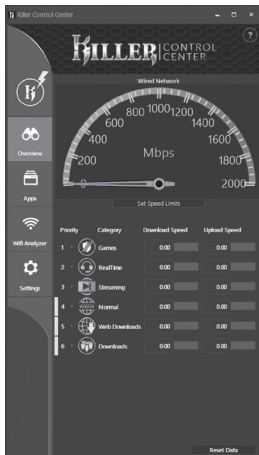 Killer Control Center
KILLER CONTROL CENTER
?
Wired Network
0 200 400 600 800 1000 1200 1400 1600 1800 2000
Mbps
Set Speed Limits
Overview
Apps
Wifi Analyzer
Settings
Priority Category Download Speed Upload Speed
1 Games 0.00 0.00
2 RealTime 0.00 0.00
3 Streaming 0.00 0.00
4 Normal 0.00 0.00
5 Web Downloads 0.00 0.00
6 Downloads 0.00 0.00
Reset Data